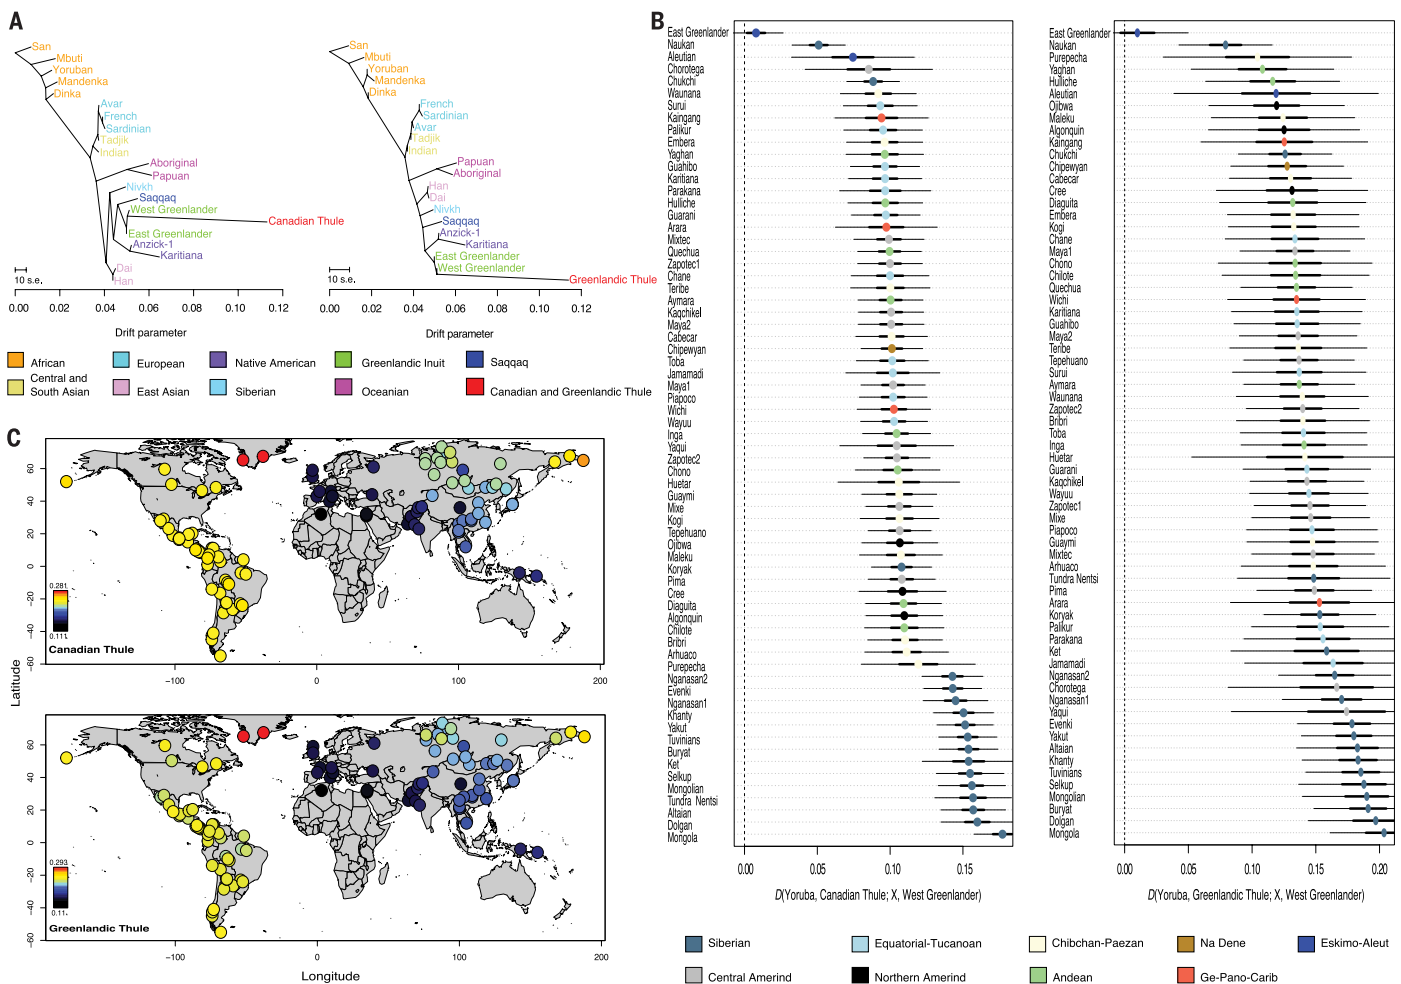 A
San
Mbuti
Yoruban
Mandenka
Dinka
Avar
French
Sardinian
Tadjik
Indian
Aboriginal
Papuan
Nivkh
Saqqaq
West Greenlander
Canadian Thule
East Greenlander
Anzick-1
Karitiana
Dai
Han
10 s.e.
0.00 0.02 0.04 0.06 0.08 0.10 0.12
Drift parameter
San
Mbuti
Yoruban
Mandenka
Dinka
French
Sardinian
Avar
Tadjik
Indian
Papuan
Aboriginal
Han
Dai
Nivkh
Saqqaq
Anzick-1
Karitiana
East Greenlander
West Greenlander
Greenlandic Thule
10 s.e.
0.00 0.02 0.04 0.06 0.08 0.10 0.12
Drift parameter
African
European
Native American
Greenlandic Inuit
Saqqaq
Central and
South Asian
East Asian
Siberian
Oceanian
Canadian and Greenlandic Thule
B
East Greenlander
Naukan
Aleutian
Chorotega
Chukchi
Waunana
Surui
Kaingang
Palikur
Embera
Yaghan
Guahibo
Karitiana
Parakana
Hulliche
Guarani
Arara
Mixtec
Quechua
Zapotec1
Chane
Teribe
Aymara
Kaqchikel
Maya2
Cabecar
Chipewyan
Toba
Jamamadi
Maya1
Piapoco
Wichi
Wayuu
Inga
Yaqui
Zapotec2
Chono
Huetar
Guaymi
Mixe
Kogi
Tepehuano
Ojibwa
Maleku
Koryak
Pima
Cree
Diaguita
Algonquin
Chilote
Bribri
Arhuaco
Purepecha
Nganasan2
Evenki
Nganasan1
Khanty
Yakut
Tuvinians
Buryat
Ket
Selkup
Mongolian
Tundra Nentsi
Altaian
Dolgan
Mongola
0.00 0.05 0.10 0.15
D(Yoruba, Canadian Thule; X, West Greenlander)
East Greenlander
Naukan
Purepecha
Yaghan
Hulliche
Aleutian
Ojibwa
Maleku
Algonquin
Kaingang
Chukchi
Chipewyan
Cabecar
Cree
Diaguita
Embera
Kogi
Chane
Maya1
Chono
Chilote
Quechua
Wichi
Karitiana
Guahibo
Maya2
Teribe
Tepehuano
Surui
Aymara
Waunana
Zapotec2
Bribri
Toba
Inga
Huetar
Guarani
Kaqchikel
Wayuu
Zapotec1
Mixe
Piapoco
Guaymi
Mixtec
Arhuaco
Tundra Nentsi
Pima
Arara
Koryak
Palikur
Parakana
Ket
Jamamadi
Nganasan2
Chorotega
Nganasan1
Yaqui
Evenki
Yakut
Altaian
Khanty
Tuvinians
Selkup
Mongolian
Buryat
Dolgan
Mongola
0.00 0.05 0.10 0.15 0.20
D(Yoruba, Greenlandic Thule; X, West Greenlander)
Siberian
Equatorial-Tucanoan
Chibchan-Paezan
Na Dene
Eskimo-Aleut
Central Amerind
Northern Amerind
Andean
Ge-Pano-Carib
C
60
40
20
0
-20
-40
-60
0.281
0.111
Canadian Thule
-100 0 100 200
Latitude
60
40
20
0
-20
-40
-60
0.293
0.11
Greenlandic Thule
-100 0 100 200
Longitude